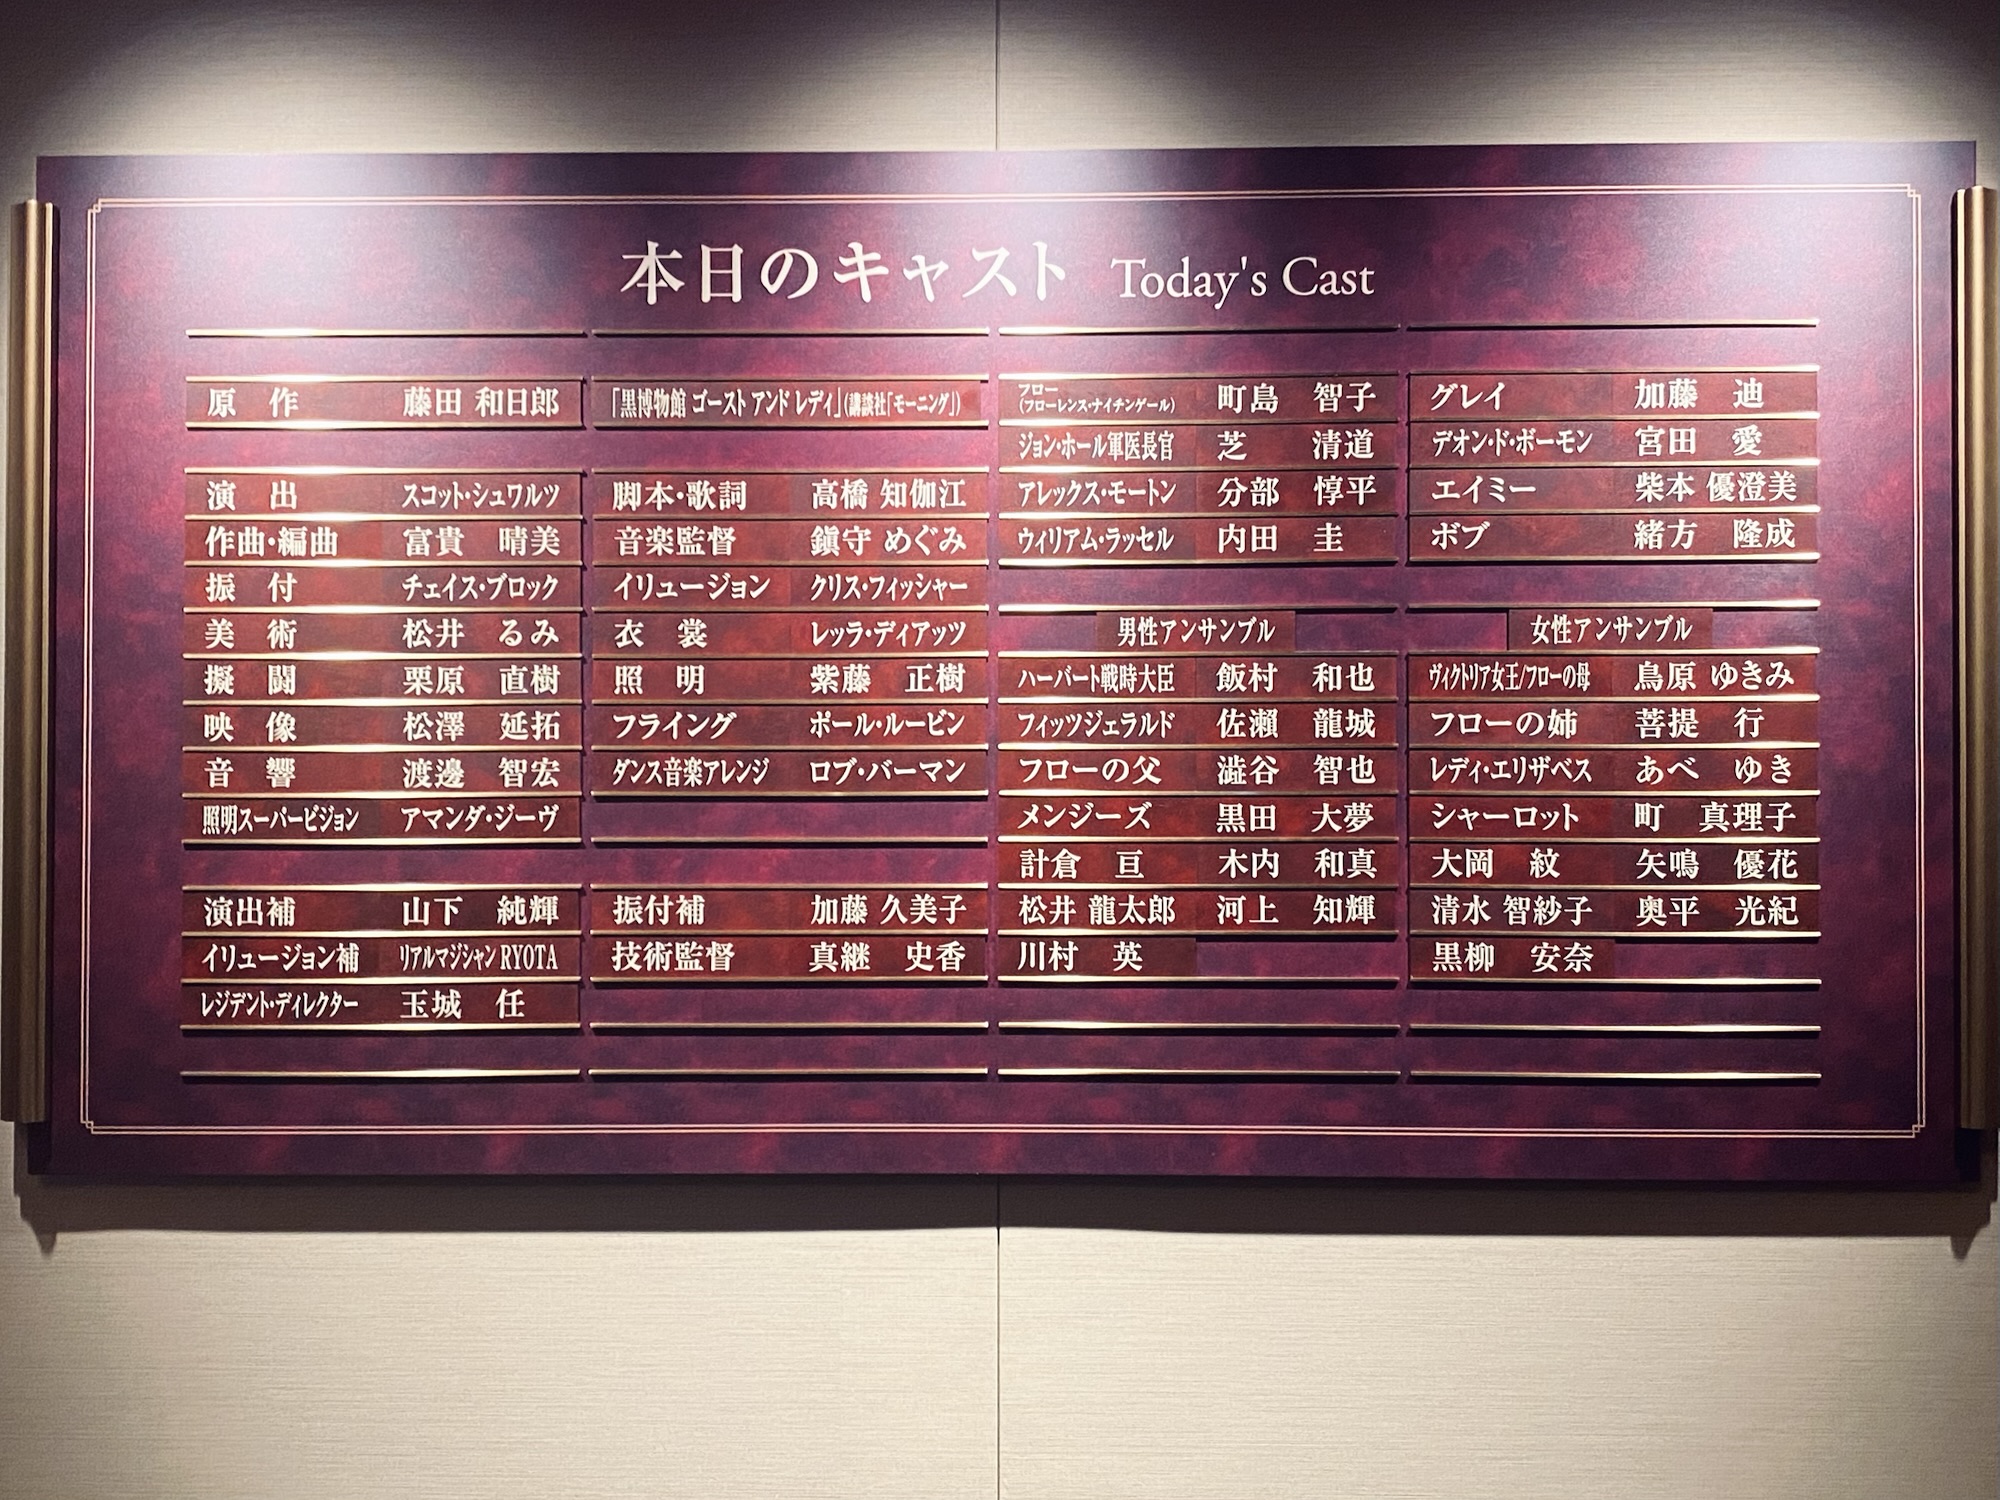 本日のキャスト Today's Cast
原 作 藤田 和日郎 「黒博物館 ゴースト アンド レディ」(講談社「モーニング」)
演 出 スコット・シュワルツ 脚本・歌詞 高橋 知伽江
作曲・編曲 富貴 晴美 音楽監督 鎭守 めぐみ
振 付 チェイス・ブロック イリュージョン クリス・フィッシャー
美 術 松井 るみ 衣 裳 レッラ・ディアッツ
擬 闘 栗原 直樹 照 明 紫藤 正樹
映 像 松澤 延拓 フライング ポール・ルービン
音 響 渡邊 智宏 ダンス音楽アレンジ ロブ・バーマン
照明スーパービジョン アマンダ・ジーヴ
演出補 山下 純輝 振付補 加藤 久美子
イリュージョン補 リアルマジシャン RYOTA 技術監督 真継 史香
レジデント・ディレクター 玉城 任
フロー
(フローレンス・ナイチンゲール) 町島 智子 グレイ 加藤 迪
ジョン・ホール軍医長官 芝 清道 デオン・ド・ボーモン 宮田 愛
アレックス・モートン 分部 惇平 エイミー 柴本 優澄美
ウィリアム・ラッセル 内田 圭 ボブ 緒方 隆成
男性アンサンブル 女性アンサンブル
ハーバート戦時大臣 飯村 和也 ヴィクトリア女王/フローの母 鳥原 ゆきみ
フィッツジェラルド 佐瀬 龍城 フローの姉 菩提 行
フローの父 澁谷 智也 レディ・エリザベス あべ ゆき
メンジーズ 黒田 大夢 シャーロット 町 真理子
計倉 亘 木内 和真 大岡 紋 矢鳴 優花
松井 龍太郎 河上 知輝 清水 智紗子 奥平 光紀
川村 英 黒柳 安奈